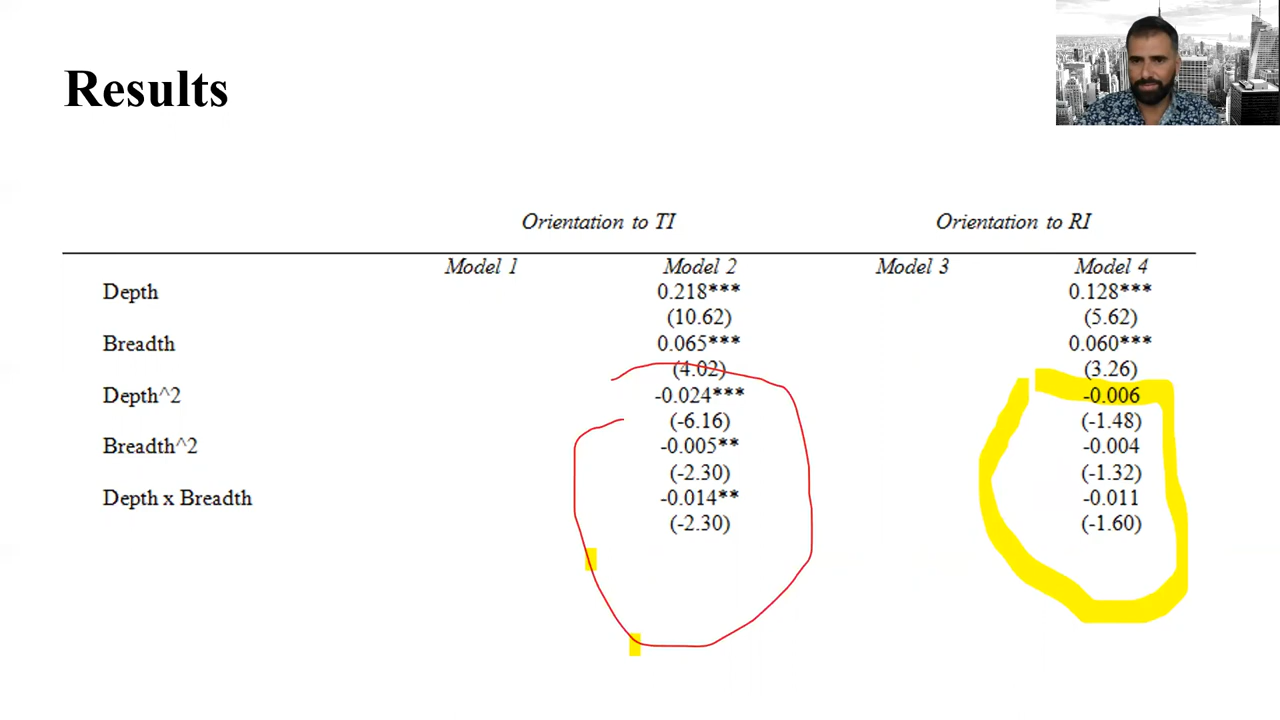 Results
Orientation to TI Orientation to RI
Model 1 Model 2 Model 3 Model 4
Depth 0.218*** 0.128***
(10.62) (5.62)
Breadth 0.065*** 0.060***
(4.02) (3.26)
Depth^2 -0.024*** -0.006
(-6.16) (-1.48)
Breadth^2 -0.005** -0.004
(-2.30) (-1.32)
Depth x Breadth -0.014** -0.011
(-2.30) (-1.60)